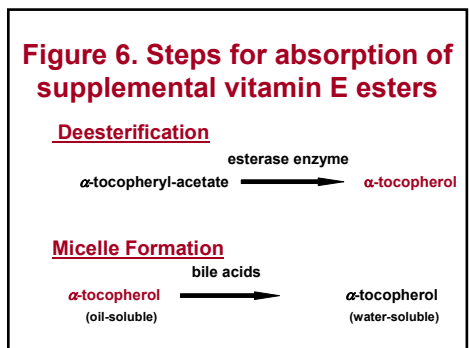 Figure 6. Steps for absorption of
supplemental vitamin E esters
Deesterification
esterase enzyme
α-tocopheryl-acetate α-tocopherol
Micelle Formation
bile acids
α-tocopherol α-tocopherol
(oil-soluble) (water-soluble)